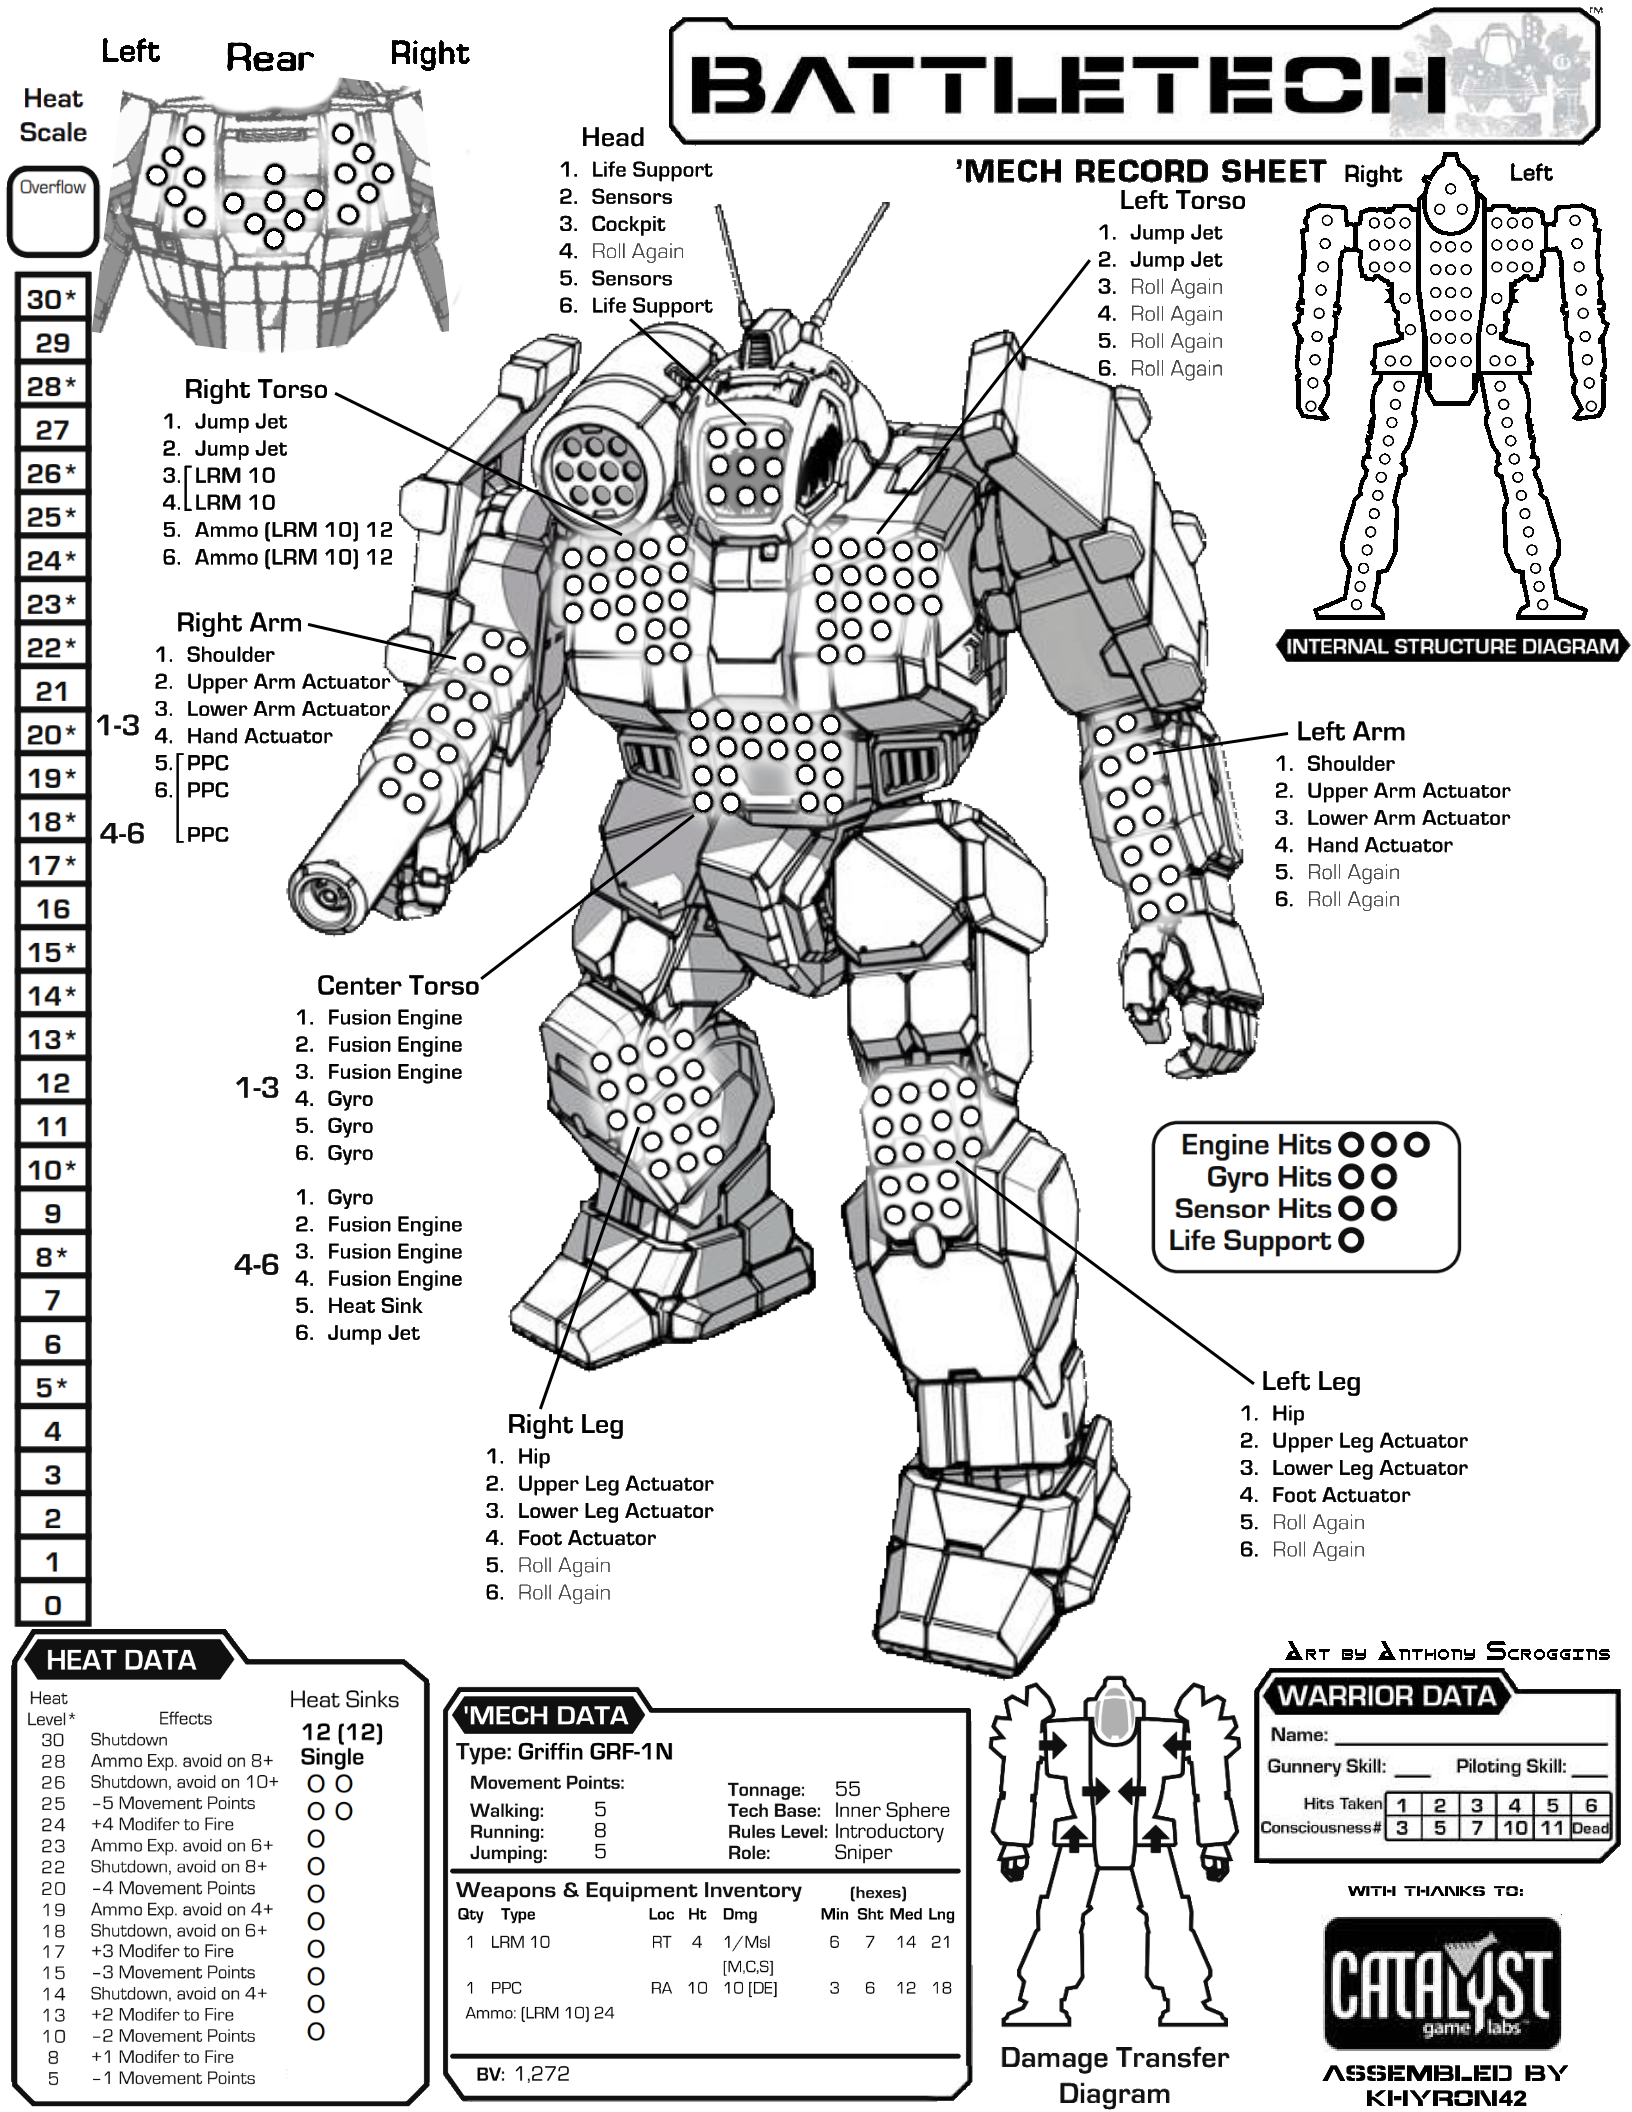 Left Rear Right
BATTLETECH
™
'MECH RECORD SHEET
Heat
Scale
Overflow
30*
29
28*
27
26*
25*
24*
23*
22*
21
20*
19*
18*
17*
16
15*
14*
13*
12
11
10*
9
8*
7
6
5*
4
3
2
1
0
Head
1. Life Support
2. Sensors
3. Cockpit
4. Roll Again
5. Sensors
6. Life Support
Left Torso
1. Jump Jet
2. Jump Jet
3. Roll Again
4. Roll Again
5. Roll Again
6. Roll Again
Right Left
INTERNAL STRUCTURE DIAGRAM
Right Torso
1. Jump Jet
2. Jump Jet
3. LRM 10
4. LRM 10
5. Ammo (LRM 10) 12
6. Ammo (LRM 10) 12
Right Arm
1. Shoulder
2. Upper Arm Actuator
3. Lower Arm Actuator
1-3
4. Hand Actuator
5. PPC
6. PPC
4-6 PPC
Left Arm
1. Shoulder
2. Upper Arm Actuator
3. Lower Arm Actuator
4. Hand Actuator
5. Roll Again
6. Roll Again
Center Torso
1. Fusion Engine
2. Fusion Engine
3. Fusion Engine
1-3
4. Gyro
5. Gyro
6. Gyro
1. Gyro
2. Fusion Engine
3. Fusion Engine
4-6
4. Fusion Engine
5. Heat Sink
6. Jump Jet
Engine Hits
Gyro Hits
Sensor Hits
Life Support
Right Leg
1. Hip
2. Upper Leg Actuator
3. Lower Leg Actuator
4. Foot Actuator
5. Roll Again
6. Roll Again
Left Leg
1. Hip
2. Upper Leg Actuator
3. Lower Leg Actuator
4. Foot Actuator
5. Roll Again
6. Roll Again
HEAT DATA
Heat
Level* Effects
30 Shutdown
28 Ammo Exp. avoid on 8+
26 Shutdown, avoid on 10+
25 -5 Movement Points
24 +4 Modifer to Fire
23 Ammo Exp. avoid on 6+
22 Shutdown, avoid on 8+
20 -4 Movement Points
19 Ammo Exp. avoid on 4+
18 Shutdown, avoid on 6+
17 +3 Modifer to Fire
15 -3 Movement Points
14 Shutdown, avoid on 4+
13 +2 Modifer to Fire
10 -2 Movement Points
8 +1 Modifer to Fire
5 -1 Movement Points
Heat Sinks
12 (12)
Single
'MECH DATA
Type: Griffin GRF-1N
Movement Points:
Walking: 5
Running: 8
Jumping: 5
Tonnage: 55
Tech Base: Inner Sphere
Rules Level: Introductory
Role: Sniper
Weapons & Equipment Inventory (hexes)
Qty Type Loc Ht Dmg Min Sht Med Lng
1 LRM 10 RT 4 1/Msl 6 7 14 21
[M,C,S]
1 PPC RA 10 10 [DE] 3 6 12 18
Ammo: (LRM 10) 24
BV: 1,272
Damage Transfer
Diagram
ART BY ANTHONY SCROGGINS
WARRIOR DATA
Name:
Gunnery Skill: Piloting Skill:
Hits Taken 1 2 3 4 5 6
Consciousness# 3 5 7 10 11 Dead
WITH THANKS TO:
CATALYST
game labs™
ASSEMBLED BY
KHYRON42